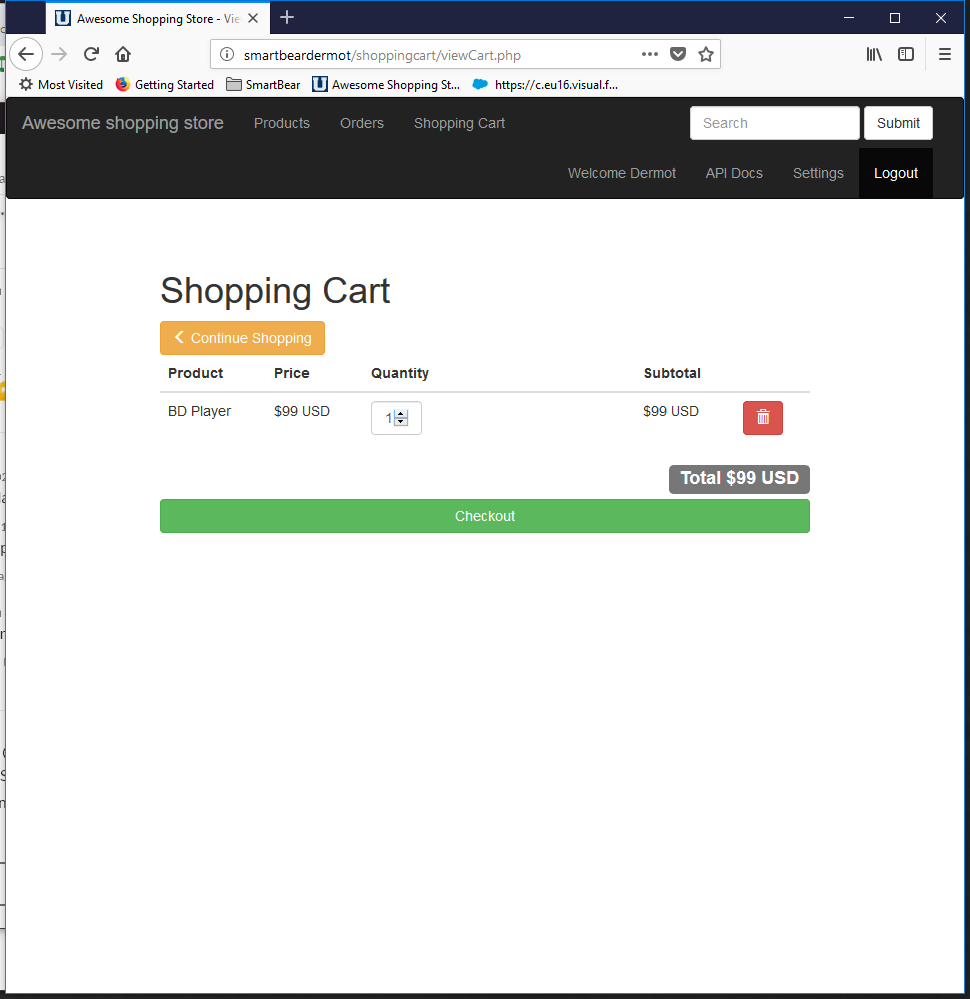 Awesome Shopping Store - Vie
smartbeardermot/shoppingcart/viewCart.php
Most Visited Getting Started SmartBear Awesome Shopping St... https://c.eu16.visual.f...
Awesome shopping store Products Orders Shopping Cart Search Submit
Welcome Dermot API Docs Settings Logout
Shopping Cart
Continue Shopping
Product Price Quantity Subtotal
BD Player $99 USD 1 $99 USD
Total $99 USD
Checkout